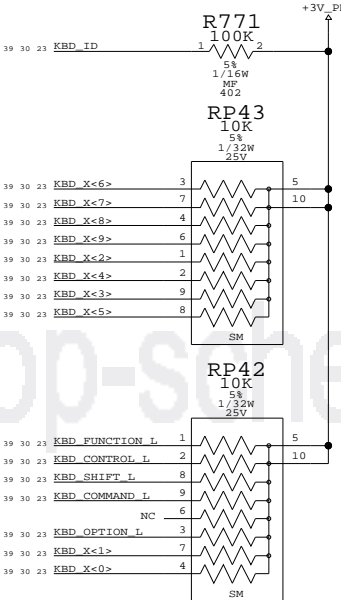 +3V_P
R771
100K
39 30 23 KBD_ID 1 2
5%
1/16W
MF
402
RP43
10K
5%
1/32W
25V
39 30 23 KBD_X<6> 3 5
39 30 23 KBD_X<7> 7 10
39 30 23 KBD_X<8> 4
39 30 23 KBD_X<9> 6
39 30 23 KBD_X<2> 1
39 30 23 KBD_X<4> 2
39 30 23 KBD_X<3> 9
39 30 23 KBD_X<5> 8
SM
op-sche
RP42
10K
5%
1/32W
25V
39 30 23 KBD_FUNCTION_L 1 5
39 30 23 KBD_CONTROL_L 2 10
39 30 23 KBD_SHIFT_L 8
39 30 23 KBD_COMMAND_L 9
NC 6
39 30 23 KBD_OPTION_L 3
39 30 23 KBD_X<1> 7
39 30 23 KBD_X<0> 4
SM